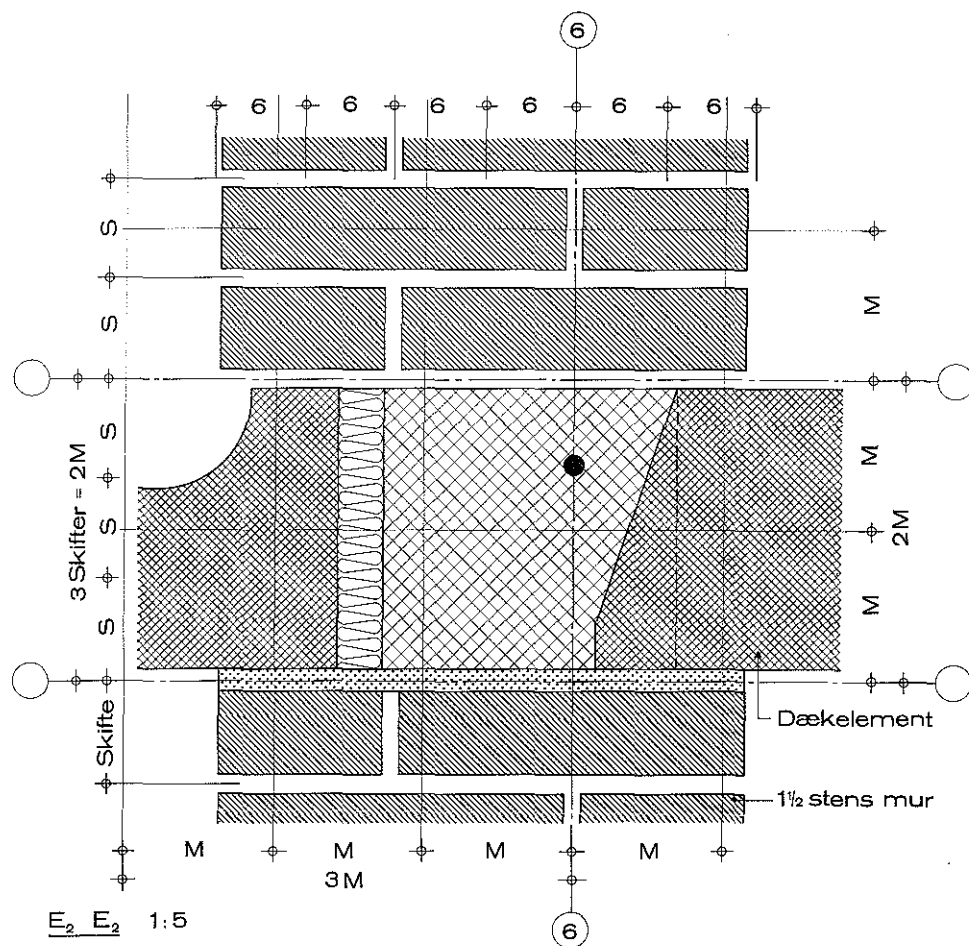 6
6 6 6 6 6 6
S
S
M
S
S
S
3 Skifter = 2M
M
M
2M
Skifte
Dækelement
1½ stens mur
M M M M
3M
6
E₂ E₂ 1:5